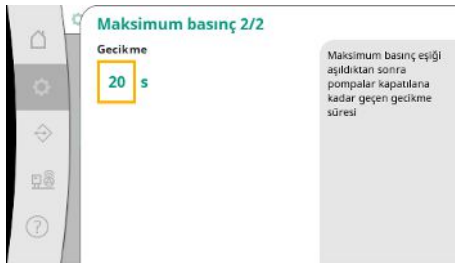 Maksimum basınç 2/2
Gecikme
20 s
Maksimum basınç eşiği
aşıldıktan sonra
pompalar kapatılana
kadar geçen gecikme
süresi